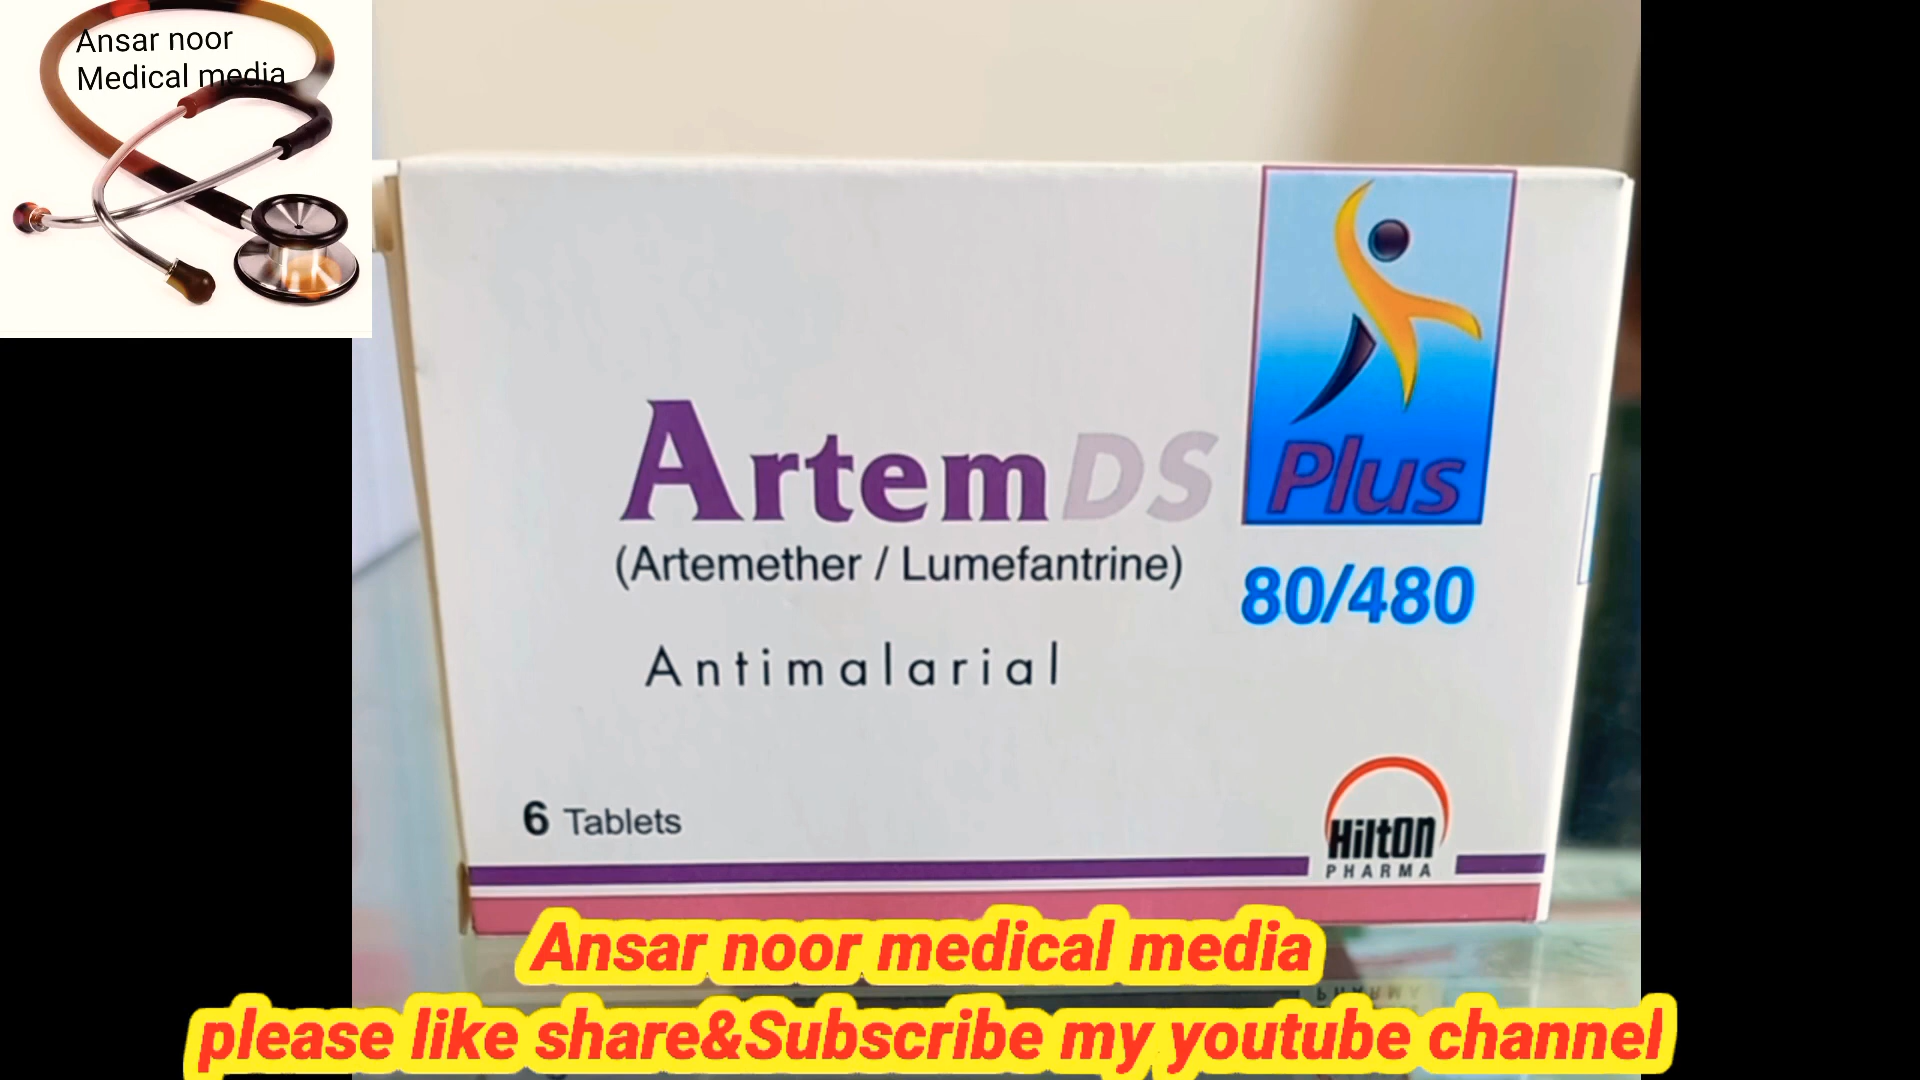 Ansar noor
Medical media
Artem DS Plus
(Artemether / Lumefantrine)
80/480
Antimalarial
6 Tablets
HiltON
PHARMA
Ansar noor medical media
please like share&Subscribe my youtube channel